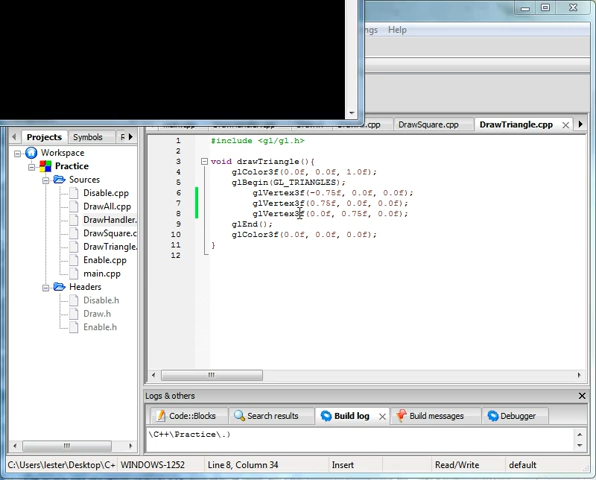 Help
DrawSquare.cpp
DrawTriangle.cpp
Projects
Symbols
Workspace
Practice
Sources
Disable.cpp
DrawAll.cpp
DrawHandler.
DrawSquare.c
DrawTriangle.
Enable.cpp
main.cpp
Headers
Disable.h
Draw.h
Enable.h
1 #include <gl/gl.h>
2
3 void drawTriangle(){
4 glColor3f(0.0f, 0.0f, 1.0f);
5 glBegin(GL_TRIANGLES);
6 glVertex3f(-0.75f, 0.0f, 0.0f);
7 glVertex3f(0.75f, 0.0f, 0.0f);
8 glVertex3f(0.0f, 0.75f, 0.0f);
9 glEnd();
10 glColor3f(0.0f, 0.0f, 0.0f);
11 }
12
Logs & others
Code::Blocks
Search results
Build log
Build messages
Debugger
\C++\Practice\.)
C:\Users\lester\Desktop\C+ WINDOWS-1252 Line 8, Column 34 Insert Read/Write default